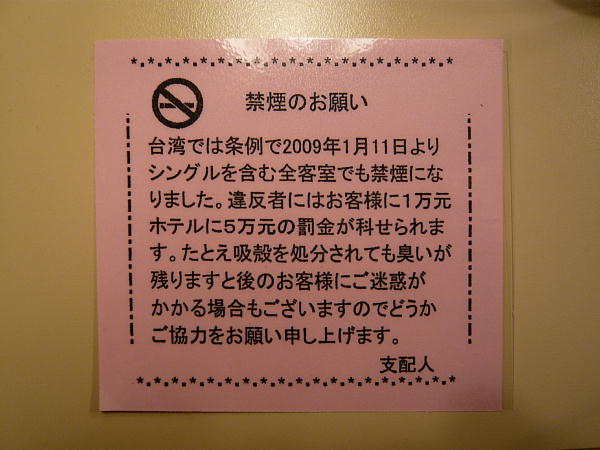 禁煙のお願い
台湾では条例で2009年1月11日より
シングルを含む全客室でも禁煙にな
りました。違反者にはお客様に1万元
ホテルに5万元の罰金が科せられま
す。たとえ吸殻を処分されても臭いが
残りますと後のお客様にご迷惑が
かかる場合もございますのでどうか
ご協力をお願い申し上げます。
支配人